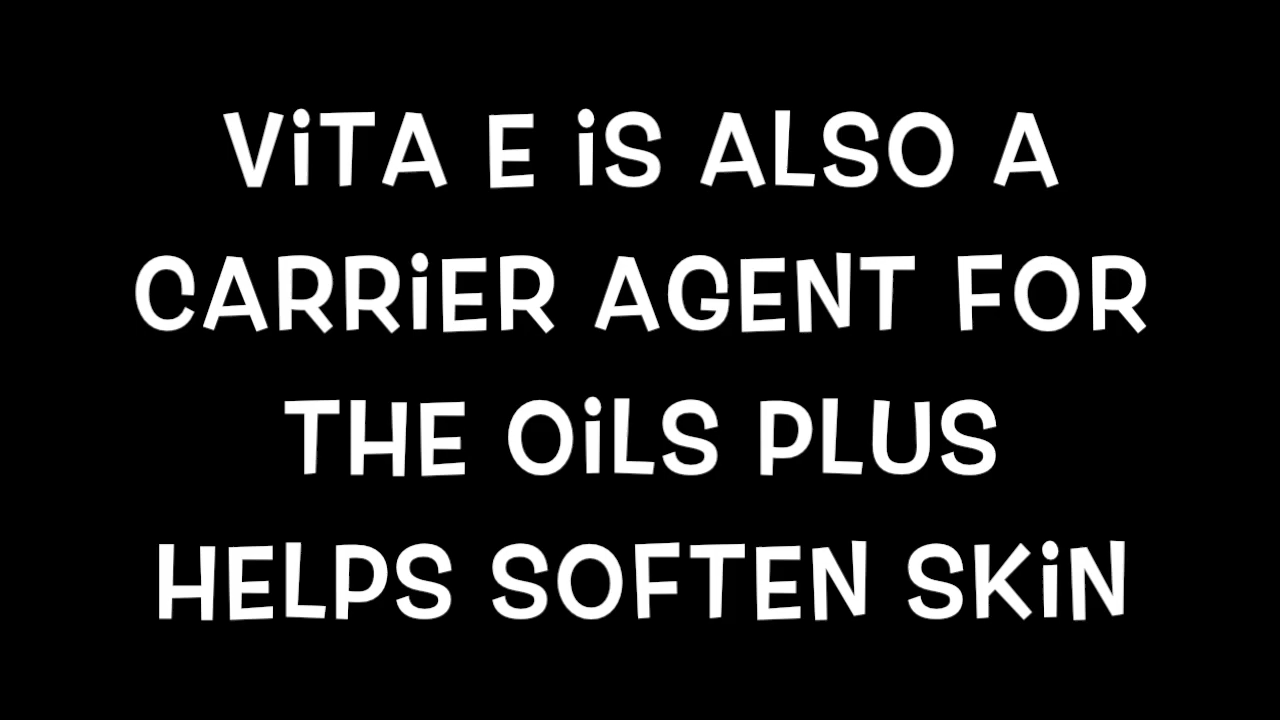 ViTA E iS ALSO A
CARRiER AGENT FOR
THE OiLS PLUS
HELPS SOFTEN SKiN